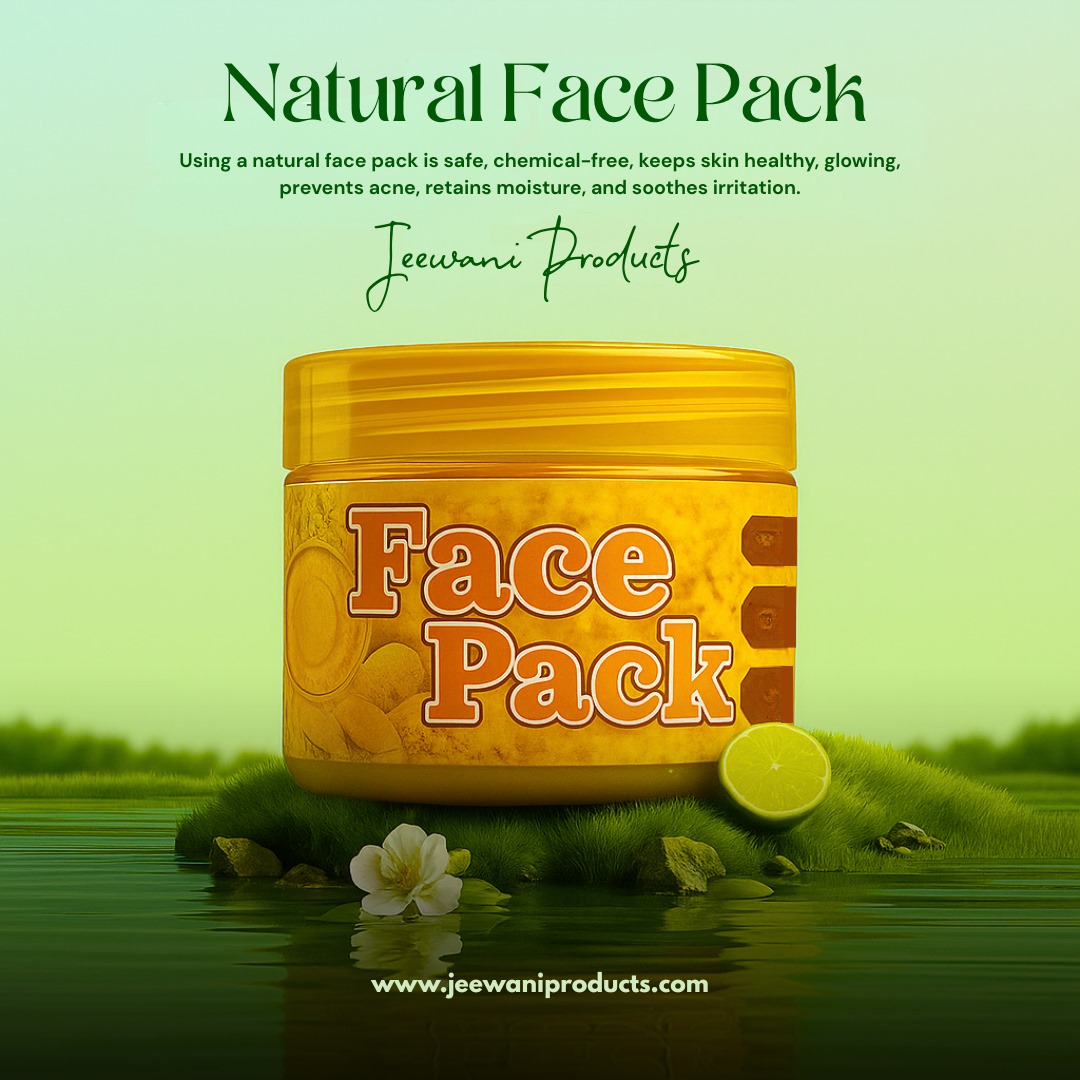 Natural Face Pack
Using a natural face pack is safe, chemical-free, keeps skin healthy, glowing,
prevents acne, retains moisture, and soothes irritation.
Jeewani Products
Face
Pack
www.jeewaniproducts.com